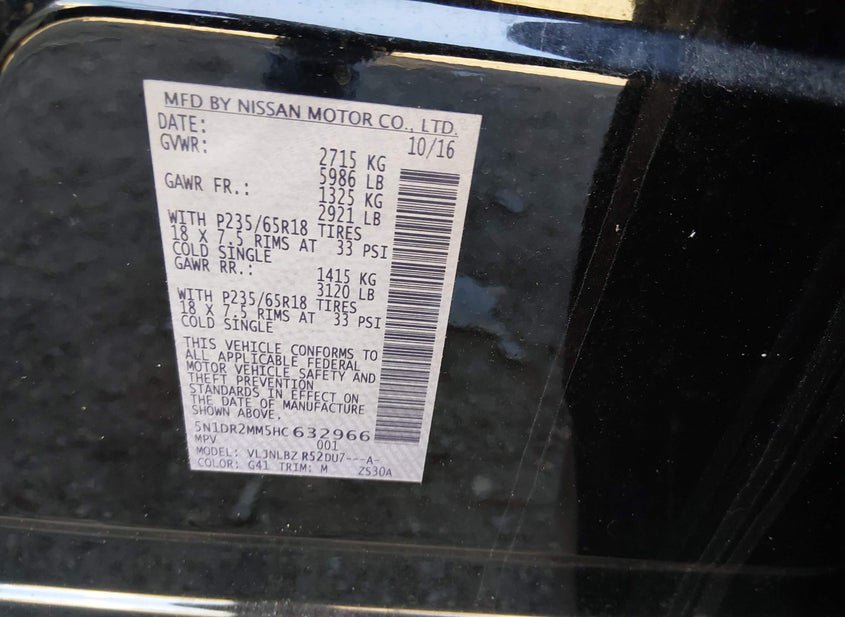 MFD BY NISSAN MOTOR CO., LTD.
DATE: 10/16
GVWR: 2715 KG
5986 LB
GAWR FR.: 1325 KG
2921 LB
WITH P235/65R18 TIRES
18 X 7.5 RIMS AT 33 PSI
COLD SINGLE
GAWR RR.: 1415 KG
3120 LB
WITH P235/65R18 TIRES
18 X 7.5 RIMS AT 33 PSI
COLD SINGLE
THIS VEHICLE CONFORMS TO
ALL APPLICABLE FEDERAL
MOTOR VEHICLE SAFETY AND
THEFT PREVENTION
STANDARDS IN EFFECT ON
THE DATE OF MANUFACTURE
SHOWN ABOVE.
5N1DR2MM5HC632966
MPV 001
MODEL: VLJNLBZ R52DU7---A-
COLOR: G41 TRIM: M ZS30A